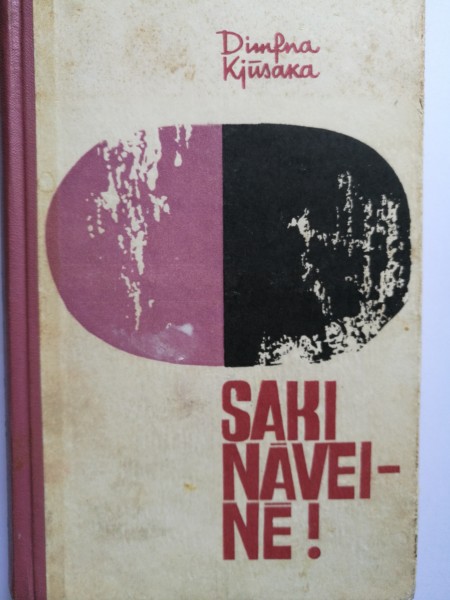 Dimfna
Kjūsaka
SAKI
NĀVEI-
NĒ!